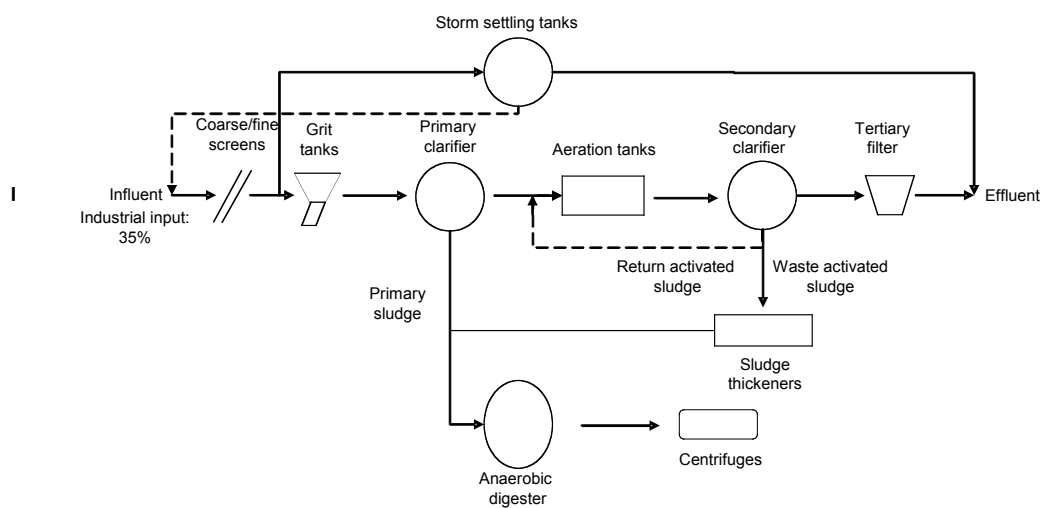 Storm settling tanks
Coarse/fine
screens
Grit
tanks
Primary
clarifier
Aeration tanks
Secondary
clarifier
Tertiary
filter
I
Influent
Industrial input:
35%
Effluent
Return activated
sludge
Waste activated
sludge
Primary
sludge
Sludge
thickeners
Anaerobic
digester
Centrifuges